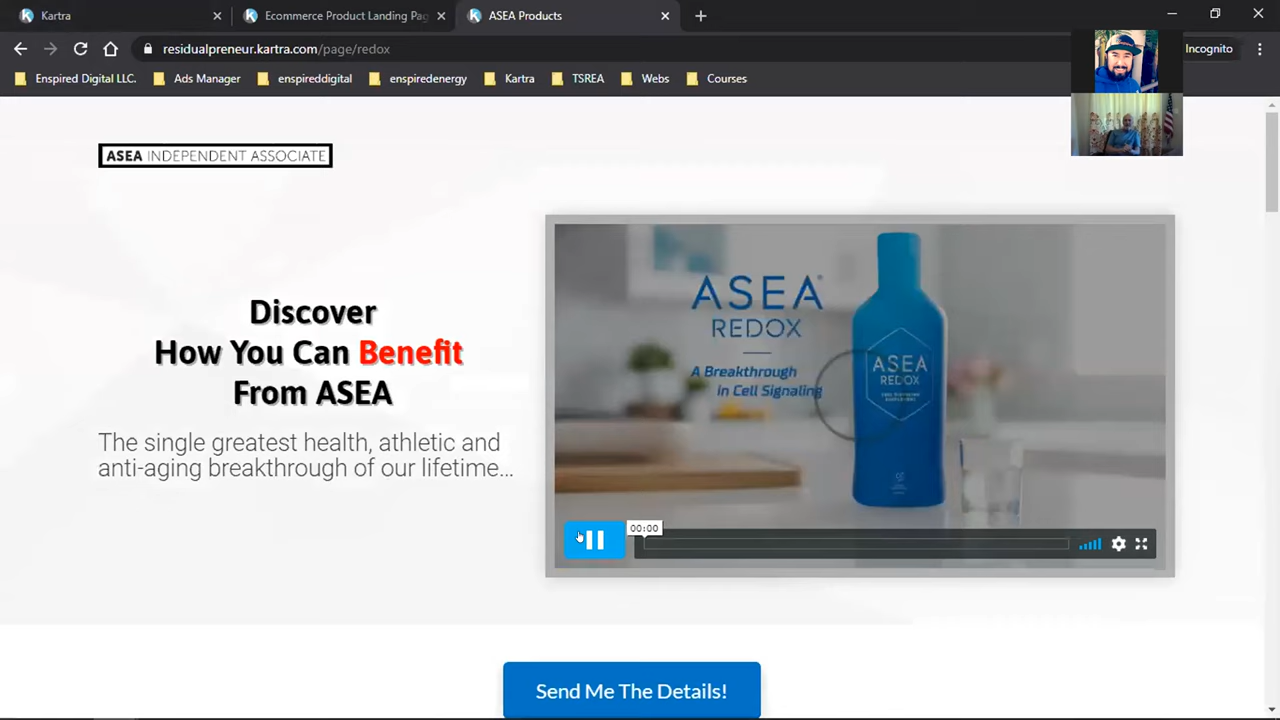 Kartra
Ecommerce Product Landing Pag
ASEA Products
residualpreneur.kartra.com/page/redox
Incognito
Enspired Digital LLC.
Ads Manager
enspireddigital
enspiredenergy
Kartra
TSREA
Webs
Courses
ASEA INDEPENDENT ASSOCIATE
Discover
How You Can Benefit
From ASEA
The single greatest health, athletic and
anti-aging breakthrough of our lifetime...
ASEA
REDOX
A Breakthrough
in Cell Signaling
ASEA
REDOX
00:00
Send Me The Details!